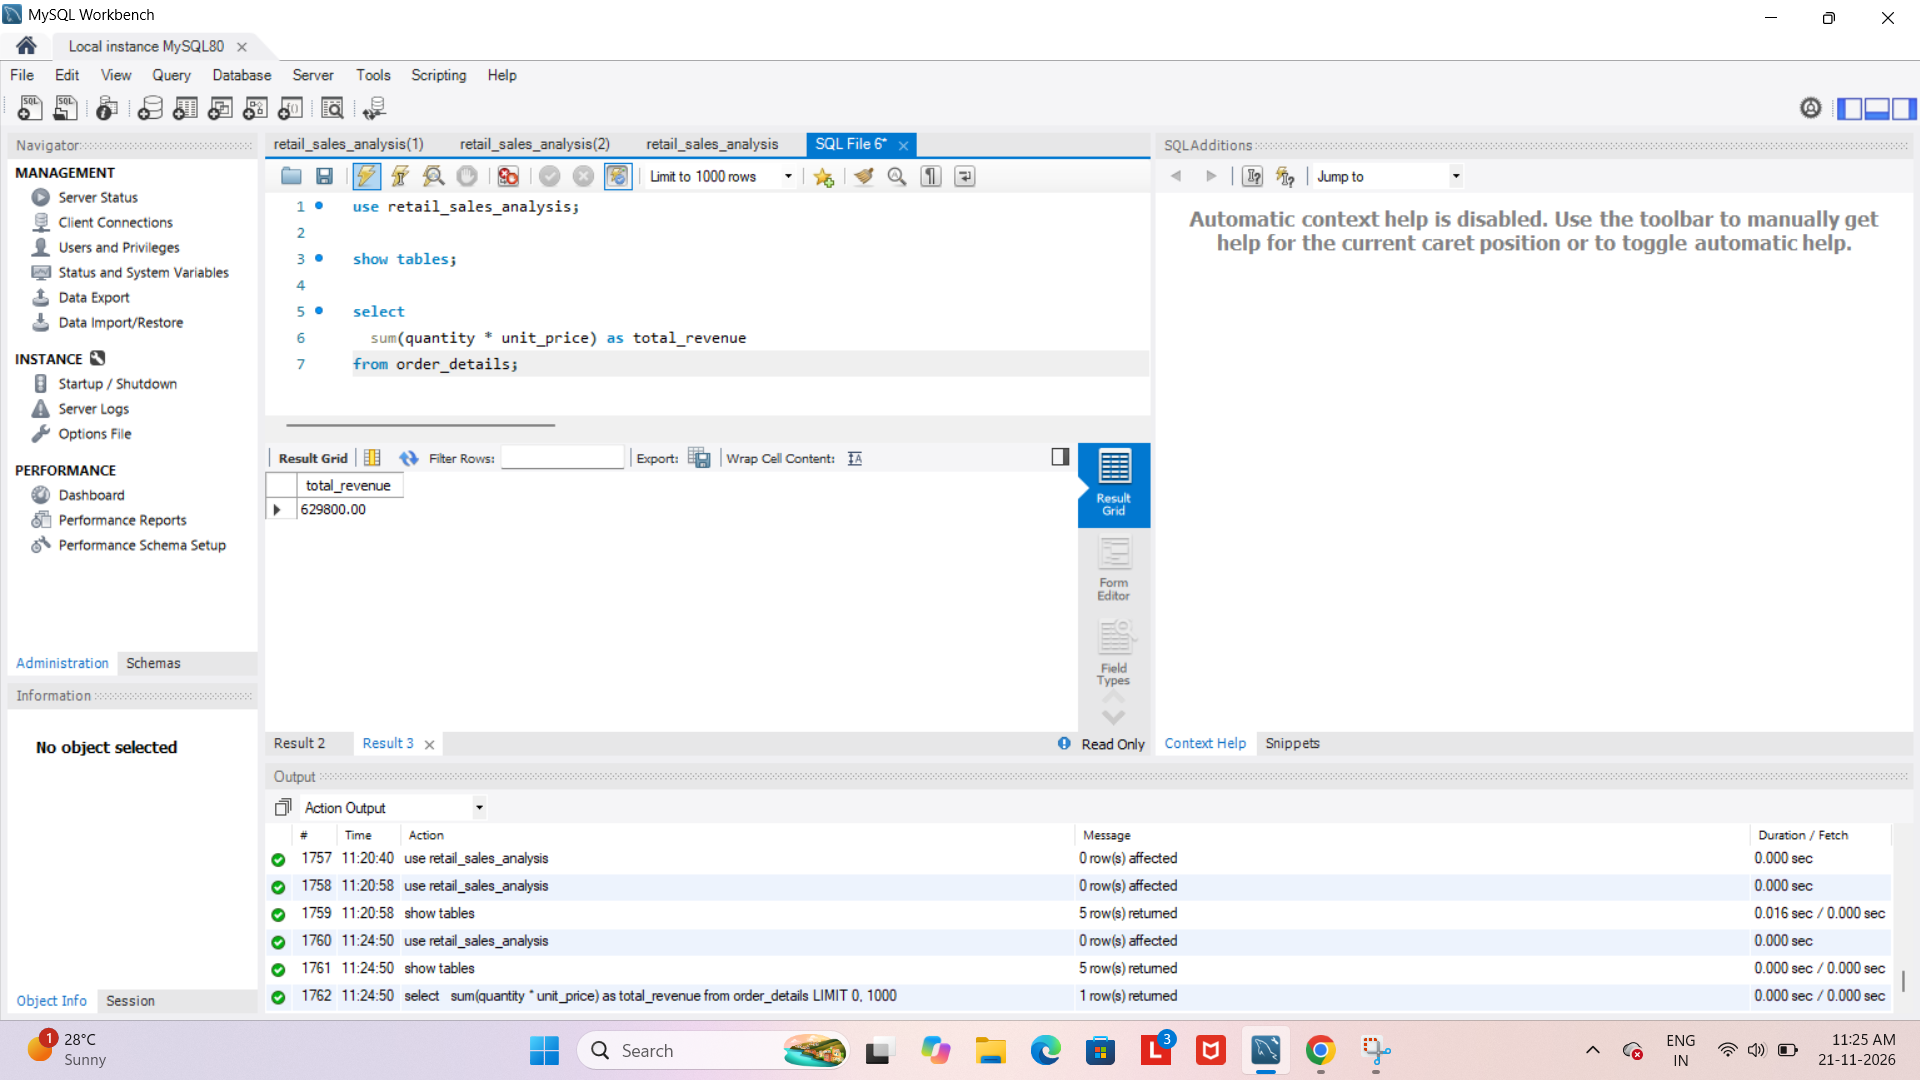 MySQL Workbench
Local instance MySQL80
File Edit View Query Database Server Tools Scripting Help
Navigator
MANAGEMENT
Server Status
Client Connections
Users and Privileges
Status and System Variables
Data Export
Data Import/Restore
INSTANCE
Startup / Shutdown
Server Logs
Options File
PERFORMANCE
Dashboard
Performance Reports
Performance Schema Setup
Administration Schemas
Information
No object selected
Object Info Session
retail_sales_analysis(1) retail_sales_analysis(2) retail_sales_analysis SQL File 6*
Limit to 1000 rows
1 use retail_sales_analysis;
2
3 show tables;
4
5 select
6 sum(quantity * unit_price) as total_revenue
7 from order_details;
Result Grid Filter Rows: Export: Wrap Cell Content:
total_revenue
629800.00
Result
Grid
Form
Editor
Field
Types
Result 2 Result 3 Read Only
SQLAdditions
Jump to
Automatic context help is disabled. Use the toolbar to manually get
help for the current caret position or to toggle automatic help.
Context Help Snippets
Output
Action Output
# Time Action Message Duration / Fetch
1757 11:20:40 use retail_sales_analysis 0 row(s) affected 0.000 sec
1758 11:20:58 use retail_sales_analysis 0 row(s) affected 0.000 sec
1759 11:20:58 show tables 5 row(s) returned 0.016 sec / 0.000 sec
1760 11:24:50 use retail_sales_analysis 0 row(s) affected 0.000 sec
1761 11:24:50 show tables 5 row(s) returned 0.000 sec / 0.000 sec
1762 11:24:50 select sum(quantity * unit_price) as total_revenue from order_details LIMIT 0, 1000 1 row(s) returned 0.000 sec / 0.000 sec
1
28°C
Sunny
Search
L
3
ENG
IN
11:25 AM
21-11-2026